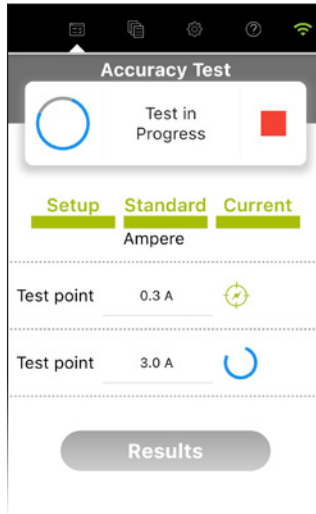 Accuracy Test
Test in
Progress
Setup Standard Current
Ampere
Test point 0.3 A
Test point 3.0 A
Results